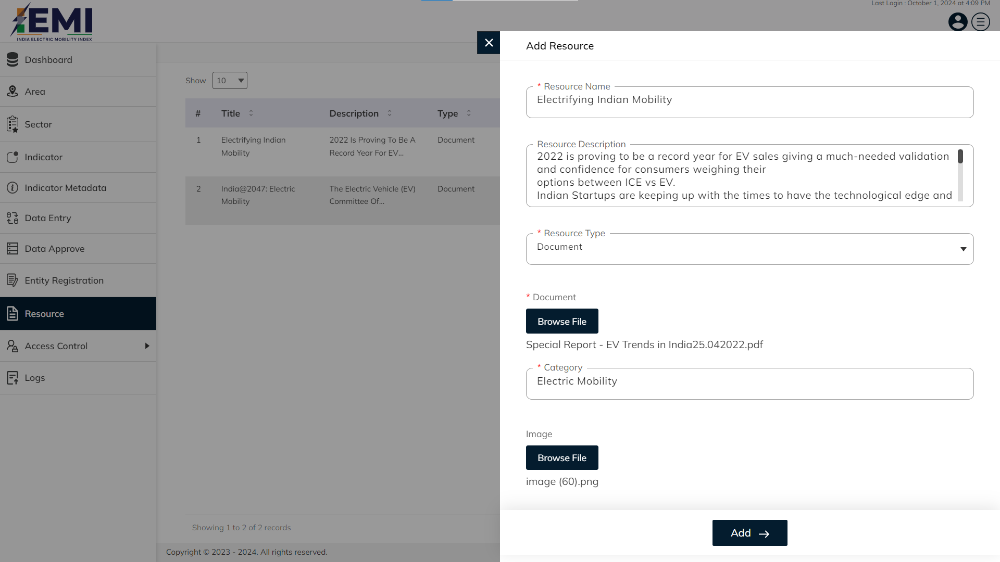 Last Login : October 1, 2024 at 4:09 PM
EMI
INDIA ELECTRIC MOBILITY INDEX
Dashboard
Area
Sector
Indicator
Indicator Metadata
Data Entry
Data Approve
Entity Registration
Resource
Access Control
Logs
Show 10
# Title Description Type
1 Electrifying Indian Mobility 2022 Is Proving To Be A Record Year For EV... Document
2 India@2047: Electric Mobility The Electric Vehicle (EV) Committee Of... Document
Showing 1 to 2 of 2 records
Copyright © 2023 - 2024. All rights reserved.
Add Resource
* Resource Name
Electrifying Indian Mobility
Resource Description
2022 is proving to be a record year for EV sales giving a much-needed validation
and confidence for consumers weighing their
options between ICE vs EV.
Indian Startups are keeping up with the times to have the technological edge and
* Resource Type
Document
* Document
Browse File
Special Report - EV Trends in India25.042022.pdf
* Category
Electric Mobility
Image
Browse File
image (60).png
Add